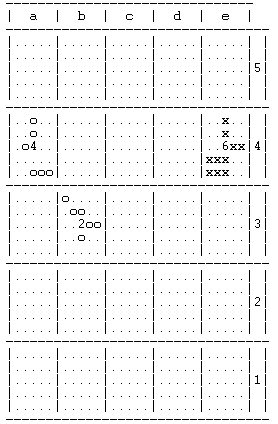 ---------------------------------
|  a  |  b  |  c  |  d  |  e  | |
---------------------------------
|.....|.....|.....|.....|.....| |
|.....|.....|.....|.....|.....| |
|.....|.....|.....|.....|.....|5|
|.....|.....|.....|.....|.....| |
|.....|.....|.....|.....|.....| |
---------------------------------
|..o..|.....|.....|.....|..x..| |
|..o..|.....|.....|.....|..x..| |
|.o4..|.....|.....|.....|..6xx|4|
|.....|.....|.....|.....|xxx..| |
|..ooo|.....|.....|.....|xxx..| |
---------------------------------
|.....|o....|.....|.....|.....| |
|.....|.oo..|.....|.....|.....| |
|.....|..2oo|.....|.....|.....|3|
|.....|..o..|.....|.....|.....| |
|.....|.....|.....|.....|.....| |
---------------------------------
|.....|.....|.....|.....|.....| |
|.....|.....|.....|.....|.....| |
|.....|.....|.....|.....|.....|2|
|.....|.....|.....|.....|.....| |
|.....|.....|.....|.....|.....| |
---------------------------------
|.....|.....|.....|.....|.....| |
|.....|.....|.....|.....|.....| |
|.....|.....|.....|.....|.....|1|
|.....|.....|.....|.....|.....| |
|.....|.....|.....|.....|.....| |
---------------------------------